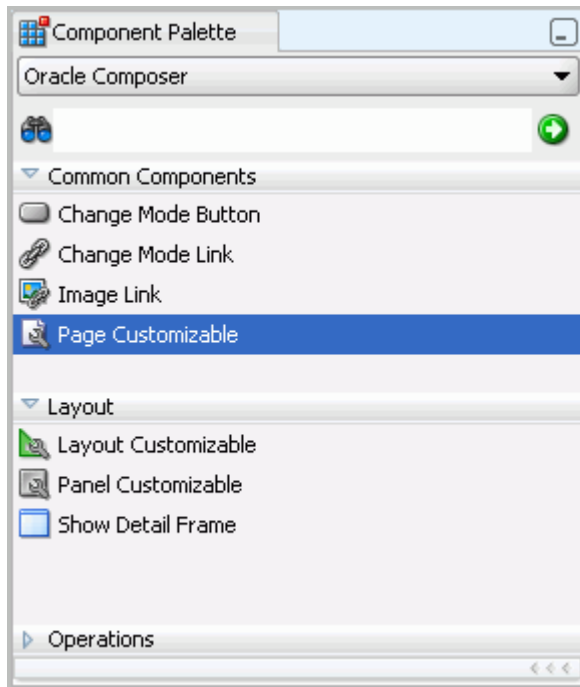 Component Palette
Oracle Composer
Common Components
Change Mode Button
Change Mode Link
Image Link
Page Customizable
Layout
Layout Customizable
Panel Customizable
Show Detail Frame
Operations